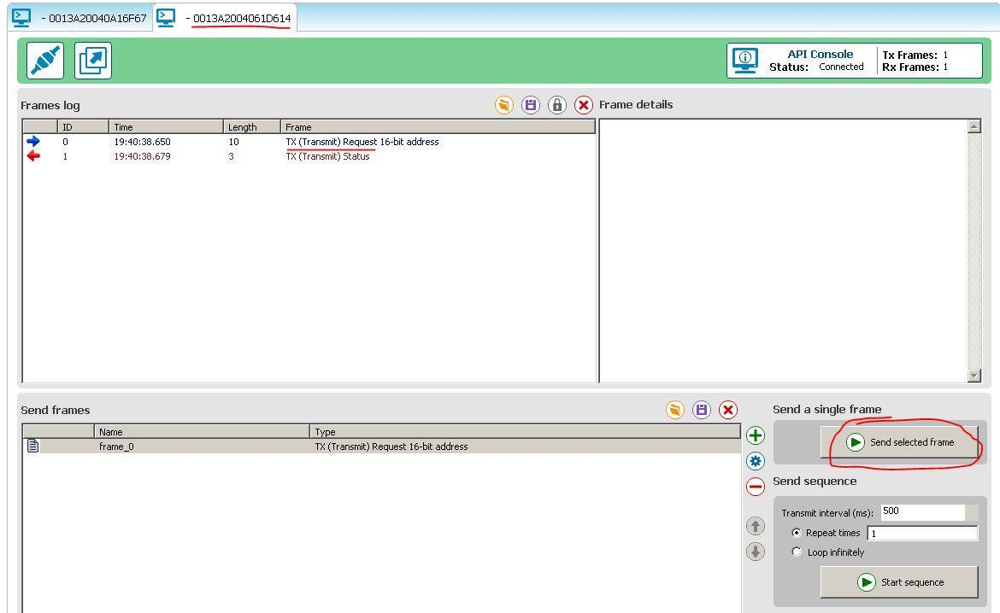 - 0013A20040A16F67 - 0013A2004061D614
API Console
Status: Connected
Tx Frames: 1
Rx Frames: 1
Frames log
Frame details
ID Time Length Frame
0 19:40:38.650 10 TX (Transmit) Request 16-bit address
1 19:40:38.679 3 TX (Transmit) Status
Send frames
Name Type
frame_0 TX (Transmit) Request 16-bit address
Send a single frame
Send selected frame
Send sequence
Transmit interval (ms): 500
Repeat times 1
Loop infinitely
Start sequence